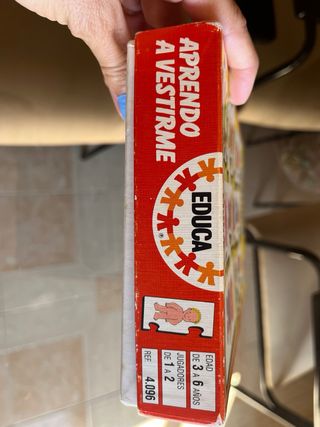 APRENDO
A VESTIRME
EDUCA
®
EDAD
DE 3 A 6 AÑOS
JUGADORES
DE 1 A 2
REF. 4.096